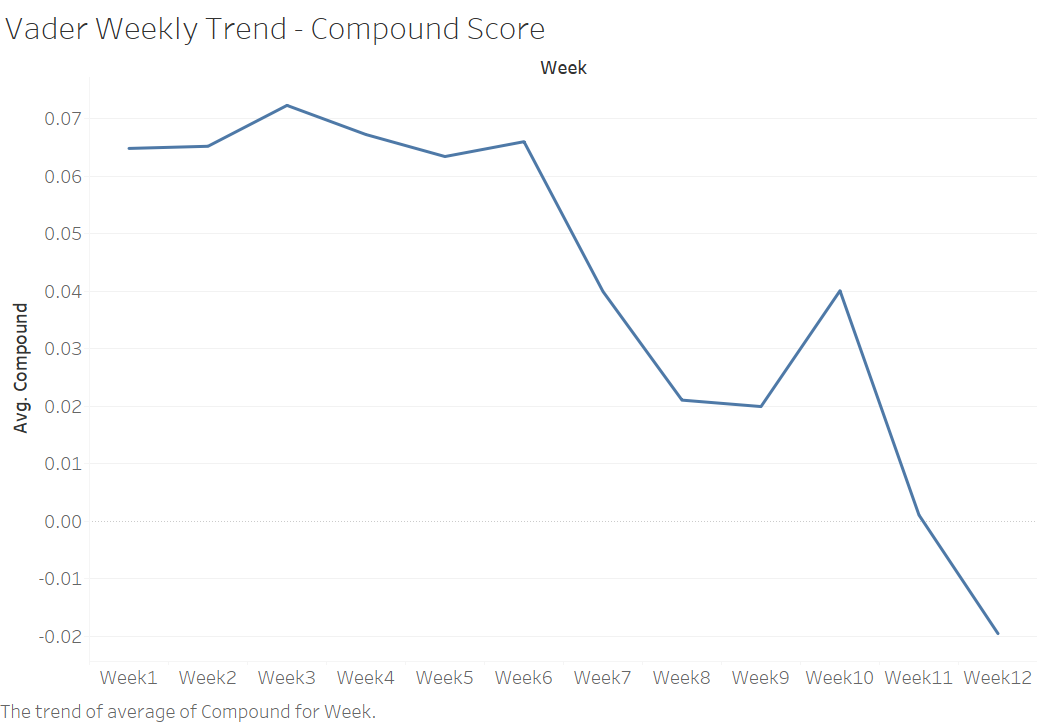 Vader Weekly Trend - Compound Score
Week
0.07
0.06
0.05
0.04
0.03
0.02
0.01
0.00
-0.01
-0.02
Avg. Compound
Week1 Week2 Week3 Week4 Week5 Week6 Week7 Week8 Week9 Week10 Week11 Week12
The trend of average of Compound for Week.